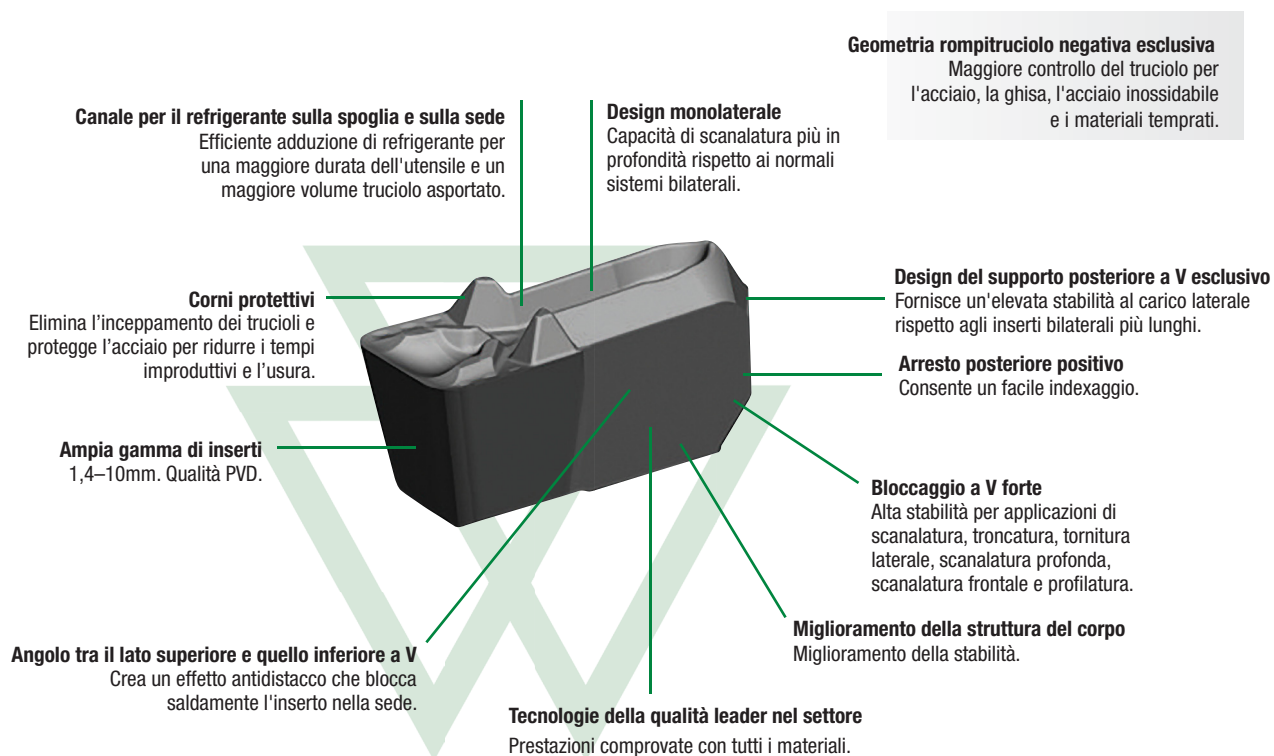 Geometria rompitruciolo negativa esclusiva
Maggiore controllo del truciolo per
l'acciaio, la ghisa, l'acciaio inossidabile
e i materiali temprati.
Canale per il refrigerante sulla spoglia e sulla sede
Efficiente adduzione di refrigerante per
una maggiore durata dell'utensile e un
maggiore volume truciolo asportato.
Design monolaterale
Capacità di scanalatura più in
profondità rispetto ai normali
sistemi bilaterali.
Corni protettivi
Elimina l’inceppamento dei trucioli e
protegge l’acciaio per ridurre i tempi
improduttivi e l’usura.
Design del supporto posteriore a V esclusivo
Fornisce un'elevata stabilità al carico laterale
rispetto agli inserti bilaterali più lunghi.
Arresto posteriore positivo
Consente un facile indexaggio.
Ampia gamma di inserti
1,4–10mm. Qualità PVD.
Bloccaggio a V forte
Alta stabilità per applicazioni di
scanalatura, troncatura, tornitura
laterale, scanalatura profonda,
scanalatura frontale e profilatura.
Miglioramento della struttura del corpo
Miglioramento della stabilità.
Angolo tra il lato superiore e quello inferiore a V
Crea un effetto antidistacco che blocca
saldamente l'inserto nella sede.
Tecnologie della qualità leader nel settore
Prestazioni comprovate con tutti i materiali.